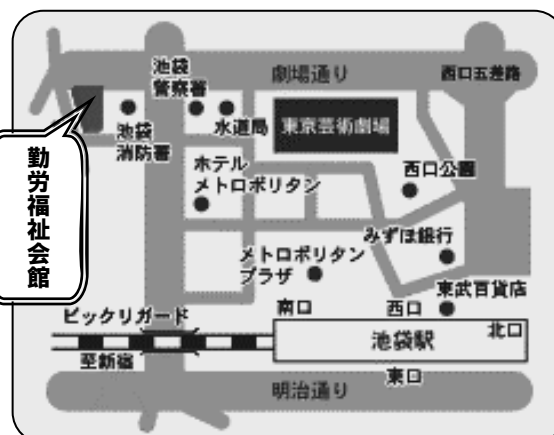 劇場通り
西口五差路
池袋
警察署
池袋
消防署
水道局
東京芸術劇場
勤労福祉会館
ホテル
メトロポリタン
西口公園
みずほ銀行
メトロポリタン
プラザ
東武百貨店
ビックリガード
南口
西口
北口
池袋駅
至新宿
東口
明治通り